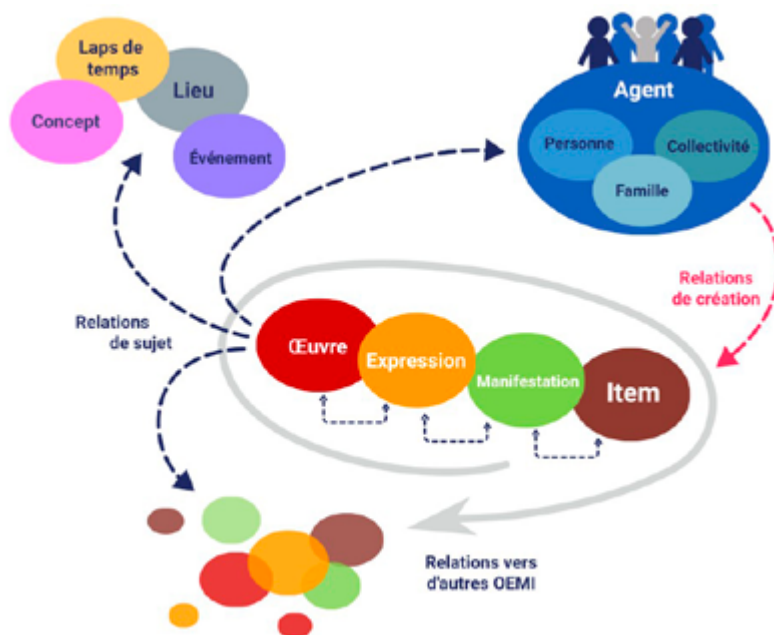 Laps de
temps
Lieu
Concept
Événement
Agent
Personne
Collectivité
Famille
Relations
de création
Relations
de sujet
Œuvre
Expression
Manifestation
Item
Relations vers
d'autres OEMI